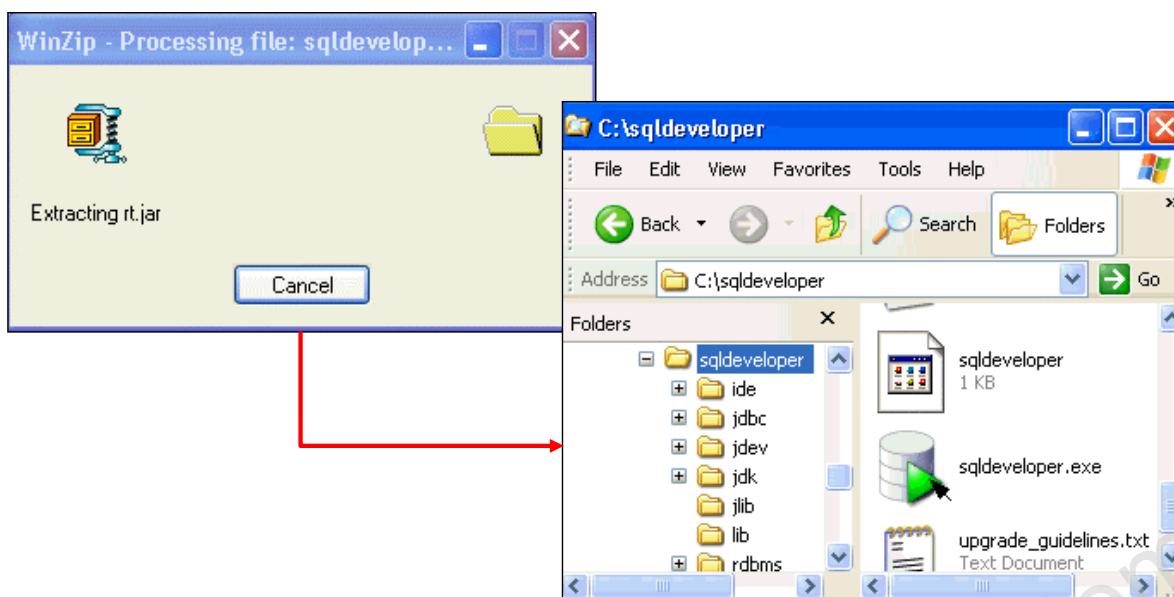 WinZip - Processing file: sqldevelop...
Extracting rt.jar
Cancel
C:\sqldeveloper
File Edit View Favorites Tools Help
Back Search Folders »
Address C:\sqldeveloper Go
Folders
sqldeveloper
ide
jdbc
jdev
jdk
jlib
lib
rdbms
sqldeveloper
1 KB
sqldeveloper.exe
upgrade_guidelines.txt
Text Document